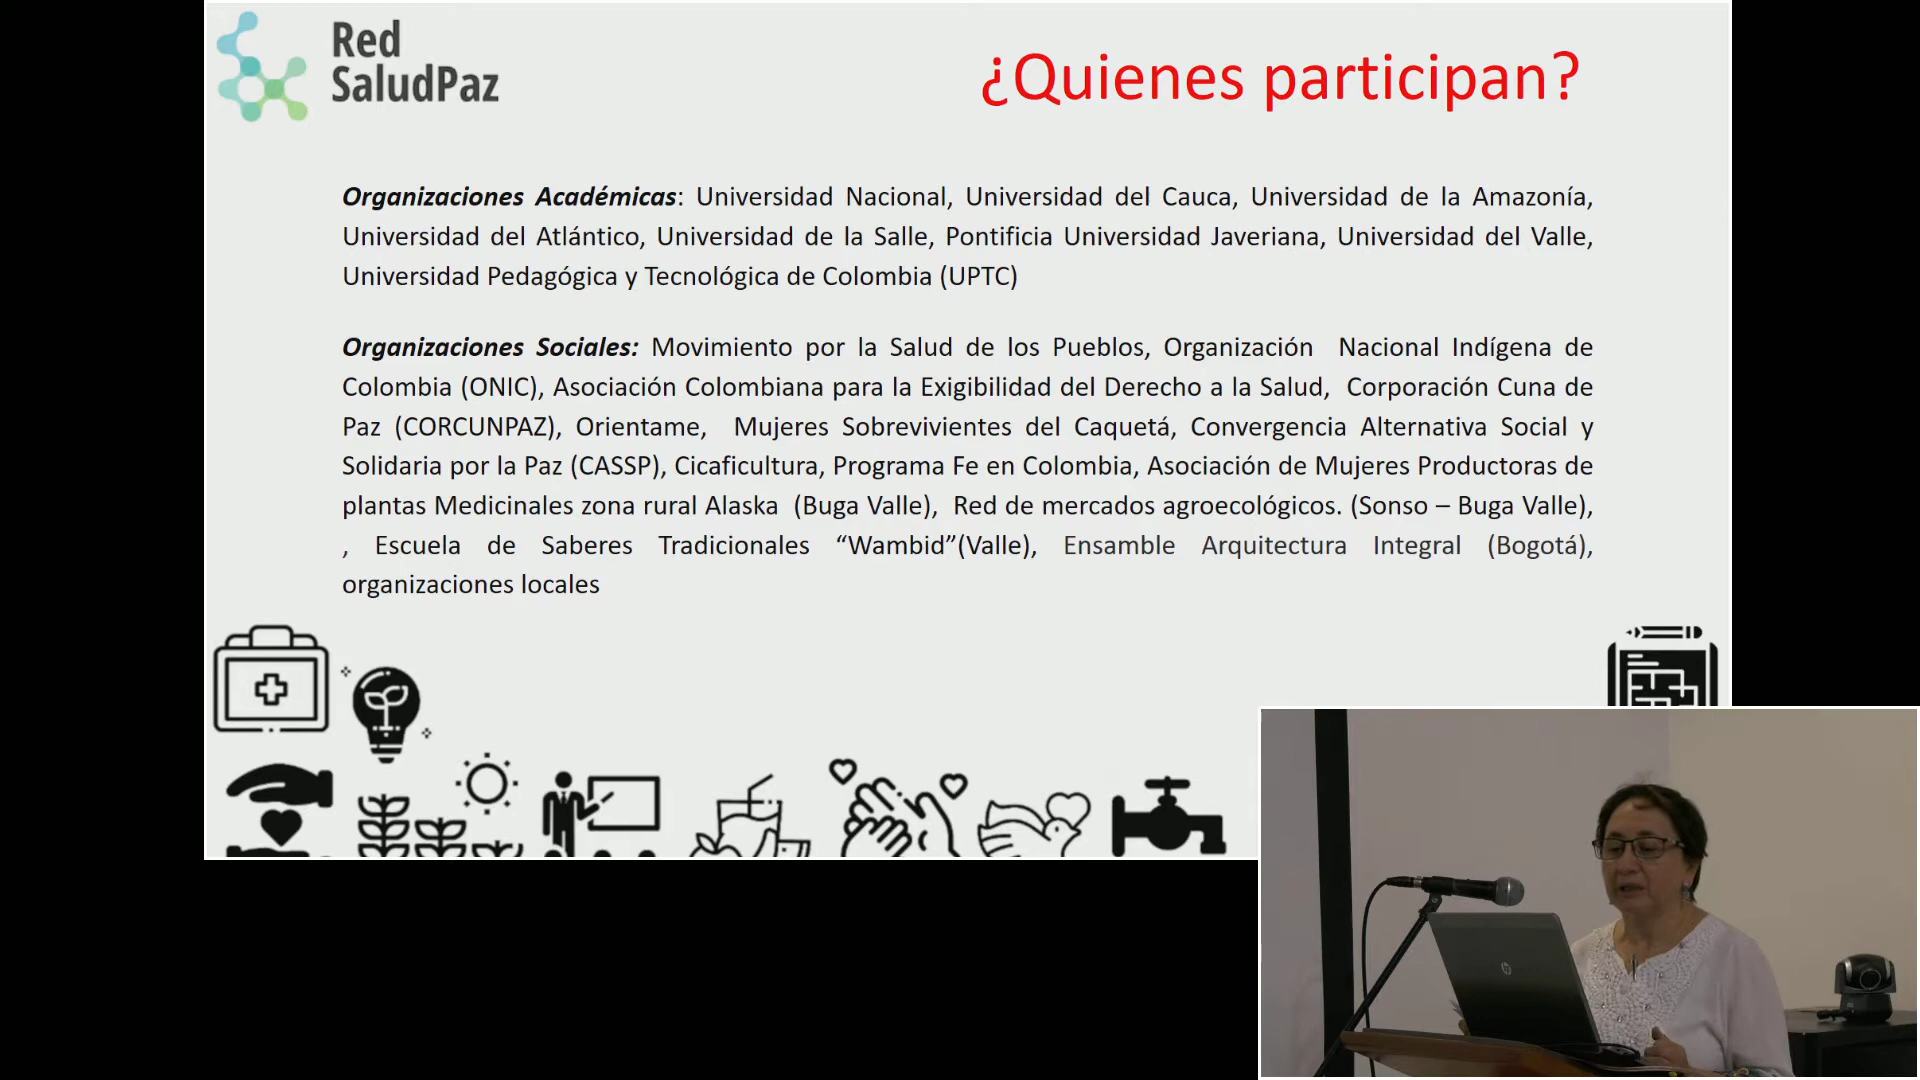 Red
SaludPaz
¿Quienes participan?
Organizaciones Académicas: Universidad Nacional, Universidad del Cauca, Universidad de la Amazonía,
Universidad del Atlántico, Universidad de la Salle, Pontificia Universidad Javeriana, Universidad del Valle,
Universidad Pedagógica y Tecnológica de Colombia (UPTC)
Organizaciones Sociales: Movimiento por la Salud de los Pueblos, Organización Nacional Indígena de
Colombia (ONIC), Asociación Colombiana para la Exigibilidad del Derecho a la Salud, Corporación Cuna de
Paz (CORCUNPAZ), Orientame, Mujeres Sobrevivientes del Caquetá, Convergencia Alternativa Social y
Solidaria por la Paz (CASSP), Cicaficultura, Programa Fe en Colombia, Asociación de Mujeres Productoras de
plantas Medicinales zona rural Alaska (Buga Valle), Red de mercados agroecológicos. (Sonso – Buga Valle),
, Escuela de Saberes Tradicionales “Wambid”(Valle), Ensamble Arquitectura Integral (Bogotá),
organizaciones locales